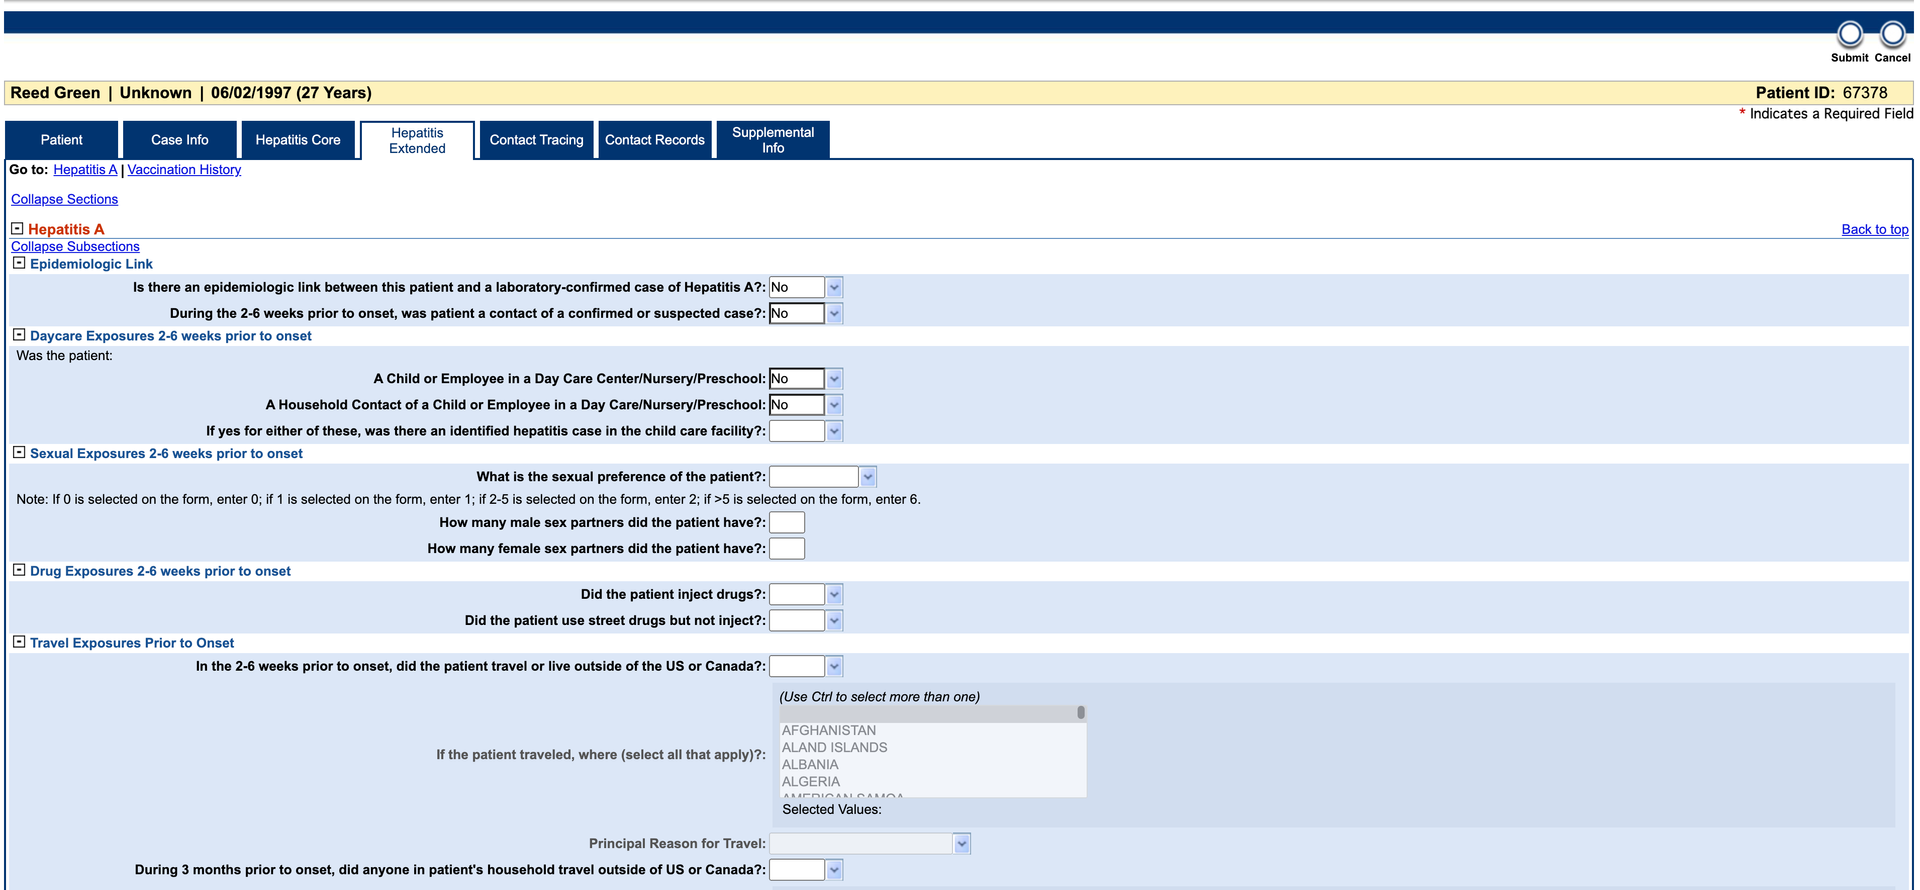 Submit Cancel
Reed Green | Unknown | 06/02/1997 (27 Years) Patient ID: 67378
* Indicates a Required Field
Patient Case Info Hepatitis Core Hepatitis Extended Contact Tracing Contact Records Supplemental Info
Go to: Hepatitis A | Vaccination History
Collapse Sections
Hepatitis A Back to top
Collapse Subsections
Epidemiologic Link
Is there an epidemiologic link between this patient and a laboratory-confirmed case of Hepatitis A?: No
During the 2-6 weeks prior to onset, was patient a contact of a confirmed or suspected case?: No
Daycare Exposures 2-6 weeks prior to onset
Was the patient:
A Child or Employee in a Day Care Center/Nursery/Preschool: No
A Household Contact of a Child or Employee in a Day Care/Nursery/Preschool: No
If yes for either of these, was there an identified hepatitis case in the child care facility?:
Sexual Exposures 2-6 weeks prior to onset
What is the sexual preference of the patient?:
Note: If 0 is selected on the form, enter 0; if 1 is selected on the form, enter 1; if 2-5 is selected on the form, enter 2; if >5 is selected on the form, enter 6.
How many male sex partners did the patient have?:
How many female sex partners did the patient have?:
Drug Exposures 2-6 weeks prior to onset
Did the patient inject drugs?:
Did the patient use street drugs but not inject?:
Travel Exposures Prior to Onset
In the 2-6 weeks prior to onset, did the patient travel or live outside of the US or Canada?:
(Use Ctrl to select more than one)
AFGHANISTAN
ALAND ISLANDS
If the patient traveled, where (select all that apply)?:
ALBANIA
ALGERIA
AMERICAN SAMOA
Selected Values:
Principal Reason for Travel:
During 3 months prior to onset, did anyone in patient's household travel outside of US or Canada?: